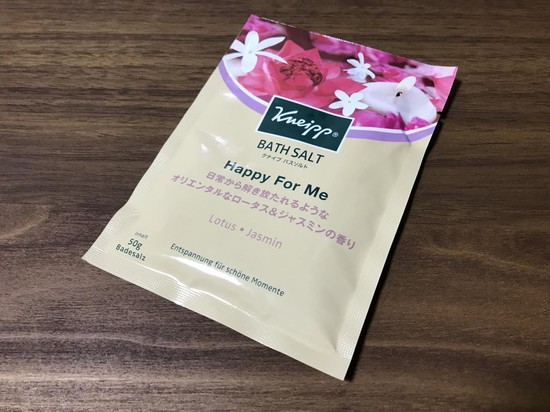 Kneipp®
BATH SALT
クナイプ バスソルト
Happy For Me
日常から解き放たれるような
オリエンタルなロータス&ジャスミンの香り
Lotus • Jasmin
Inhalt
50g
Badesalz
Entspannung für schöne Momente